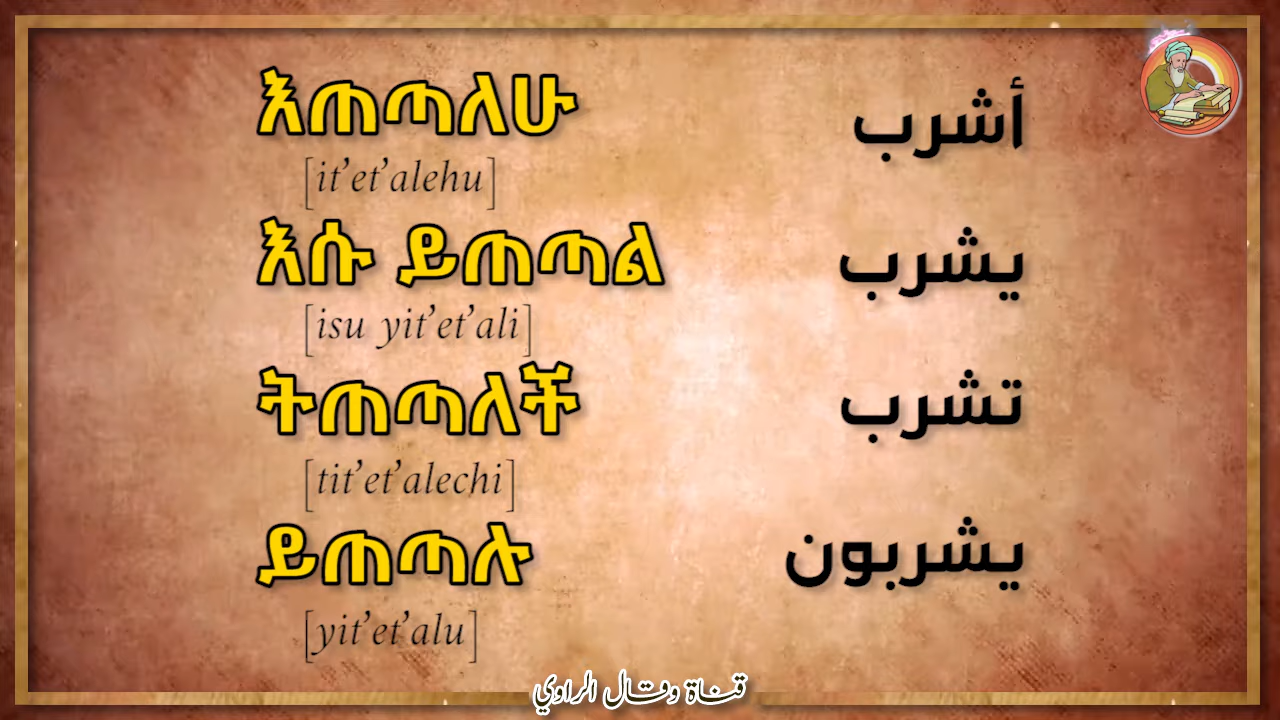 እጠጣለሁ أشرب
[it’et’alehu]
እሱ ይጠጣል يشرب
[isu yit’et’ali]
ትጠጣለች تشرب
[tit’et’alechi]
ይጠጣሉ يشربون
[yit’et’alu]
قناة وقال الراوي